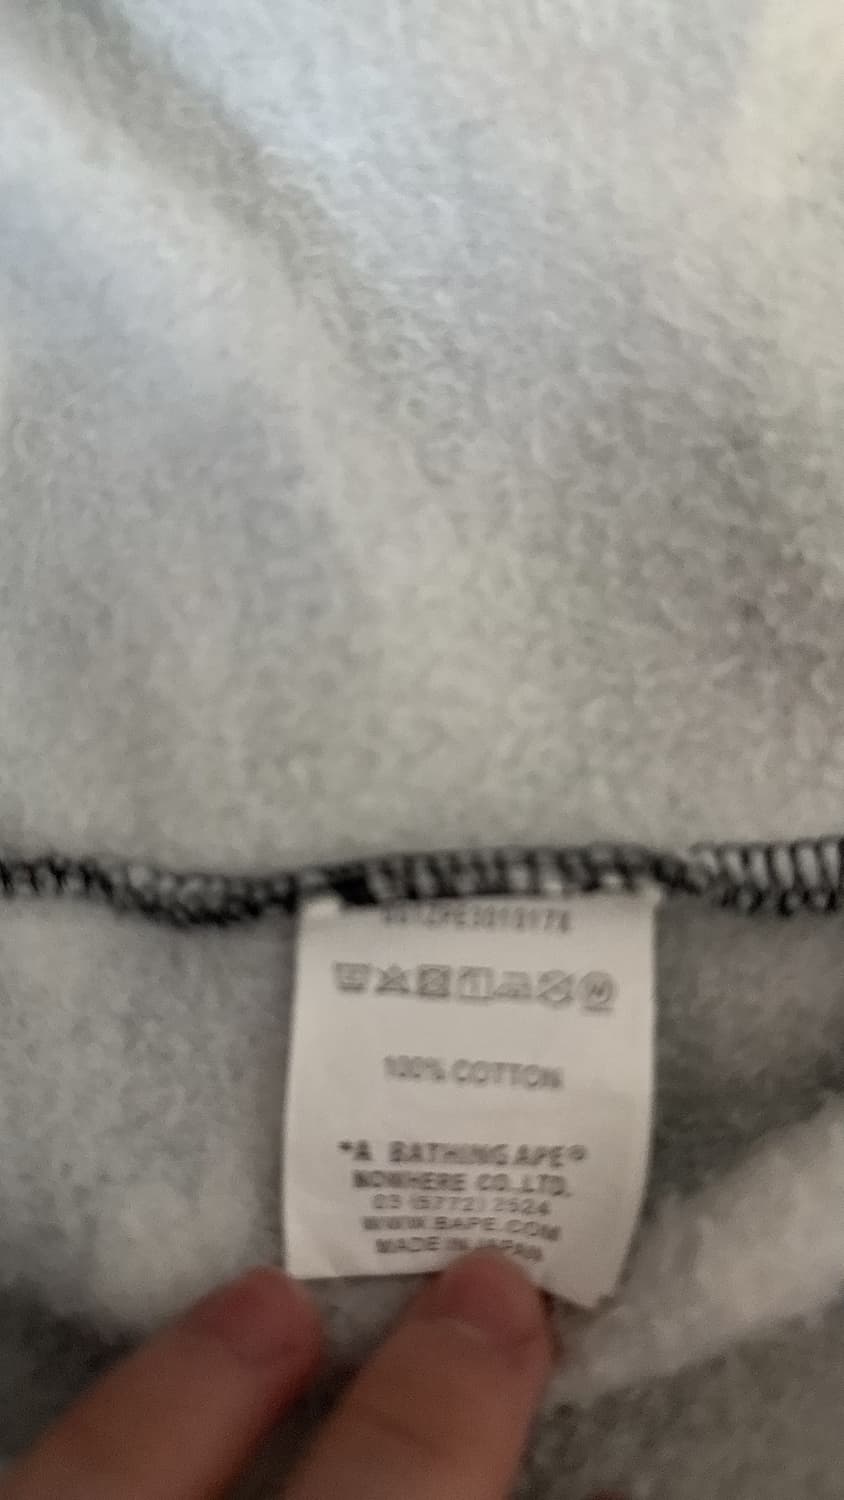 100% COTTON
"A BATHING APE®
NOWHERE CO.,LTD.
03 (5772) 2524
WWW.BAPE.COM
MADE IN JAPAN